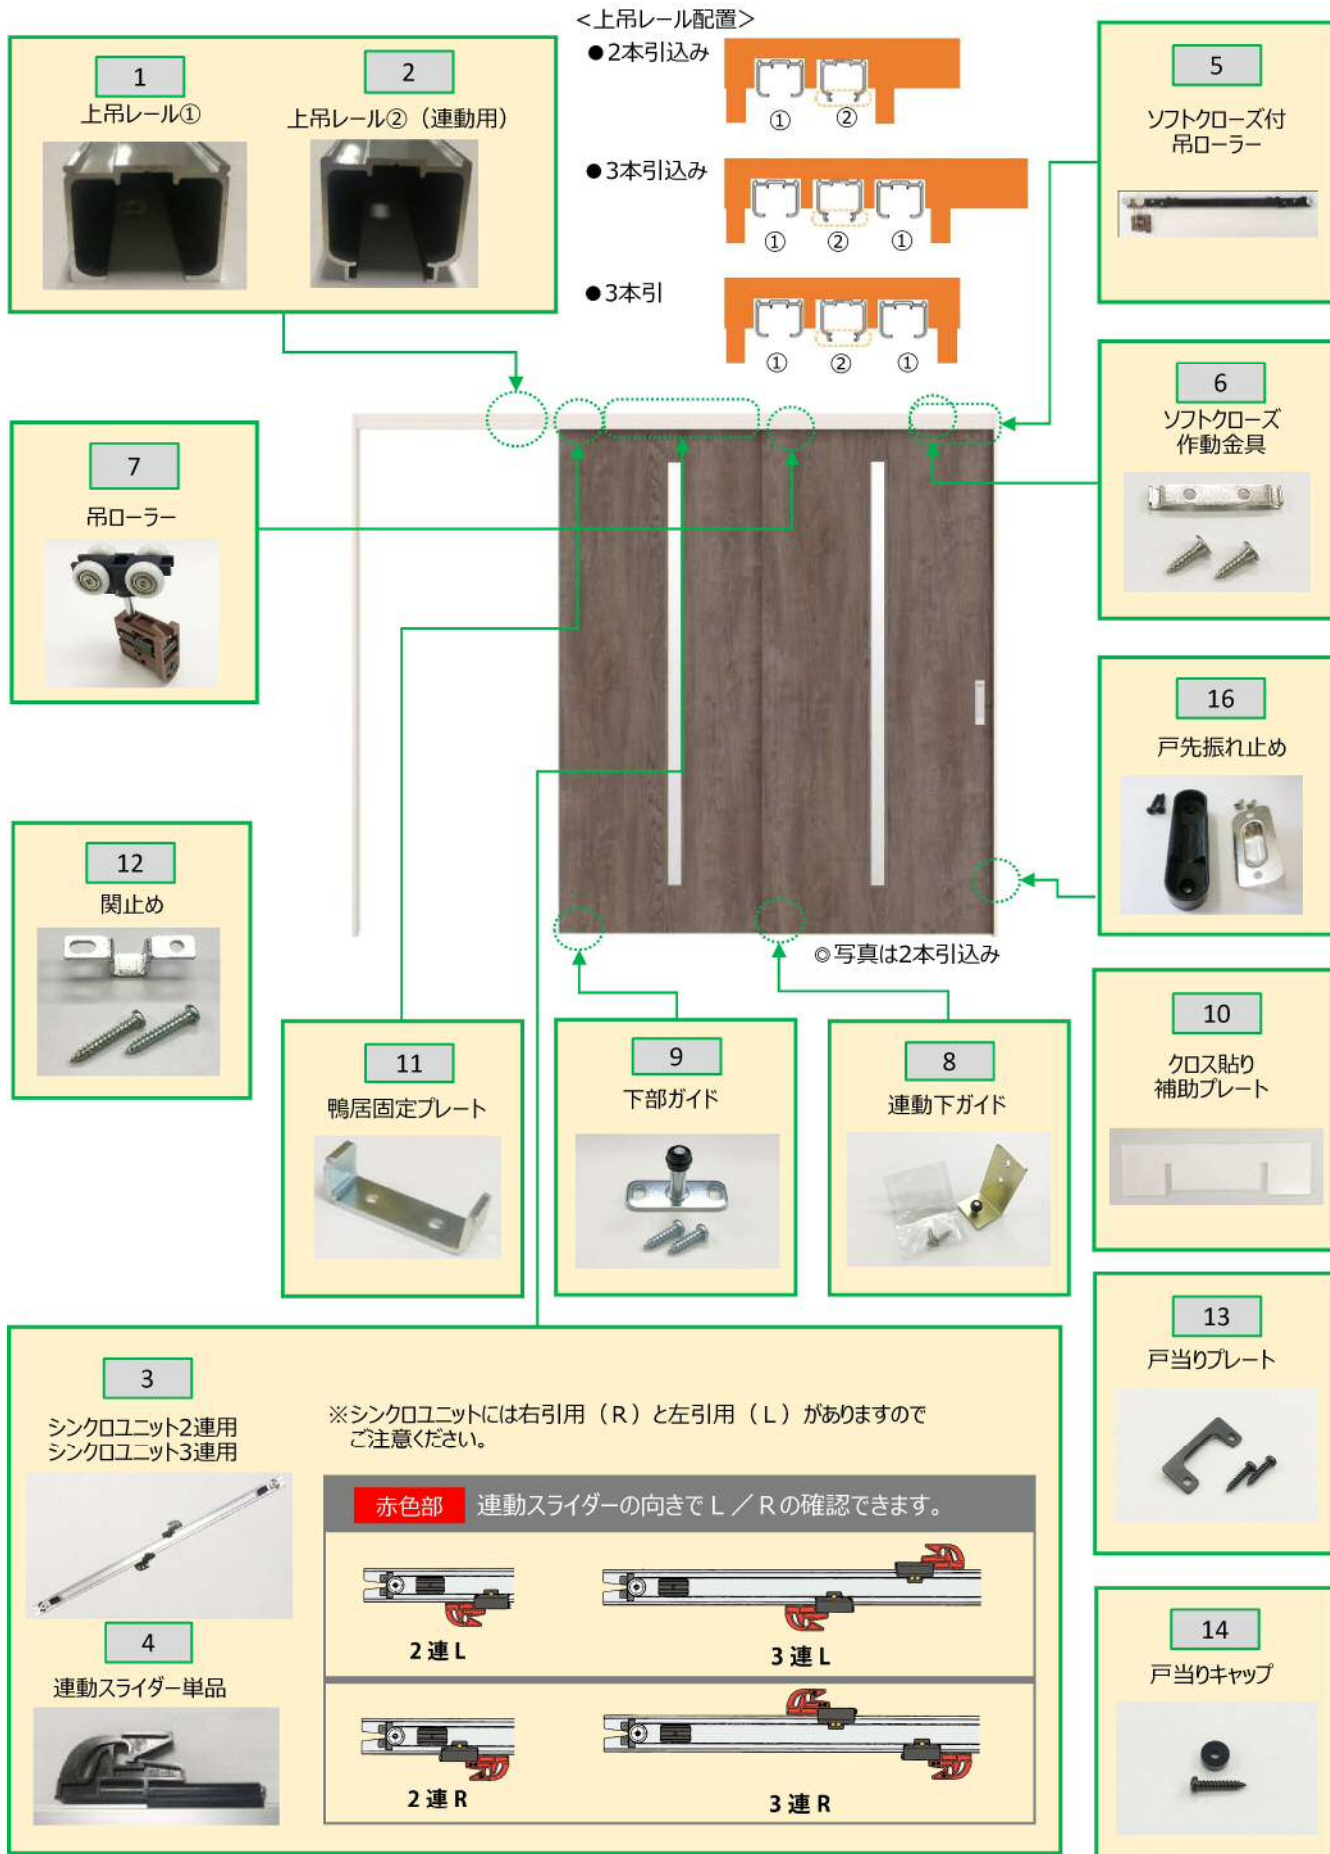 <上吊レール配置>
●2本引込み
①
②
●3本引込み
①
②
①
●3本引
①
②
①
1
上吊レール①
2
上吊レール②（連動用）
5
ソフトクローズ付
吊ローラー
6
ソフトクローズ
作動金具
7
吊ローラー
16
戸先振れ止め
12
関止め
◎写真は2本引込み
11
鴨居固定プレート
9
下部ガイド
8
連動下ガイド
10
クロス貼り
補助プレート
13
戸当りプレート
3
シンクロユニット2連用
シンクロユニット3連用
※シンクロユニットには右引用（R）と左引用（L）がありますので
ご注意ください。
赤色部 連動スライダーの向きでL／Rの確認できます。
2連L
3連L
2連R
3連R
4
連動スライダー単品
14
戸当りキャップ